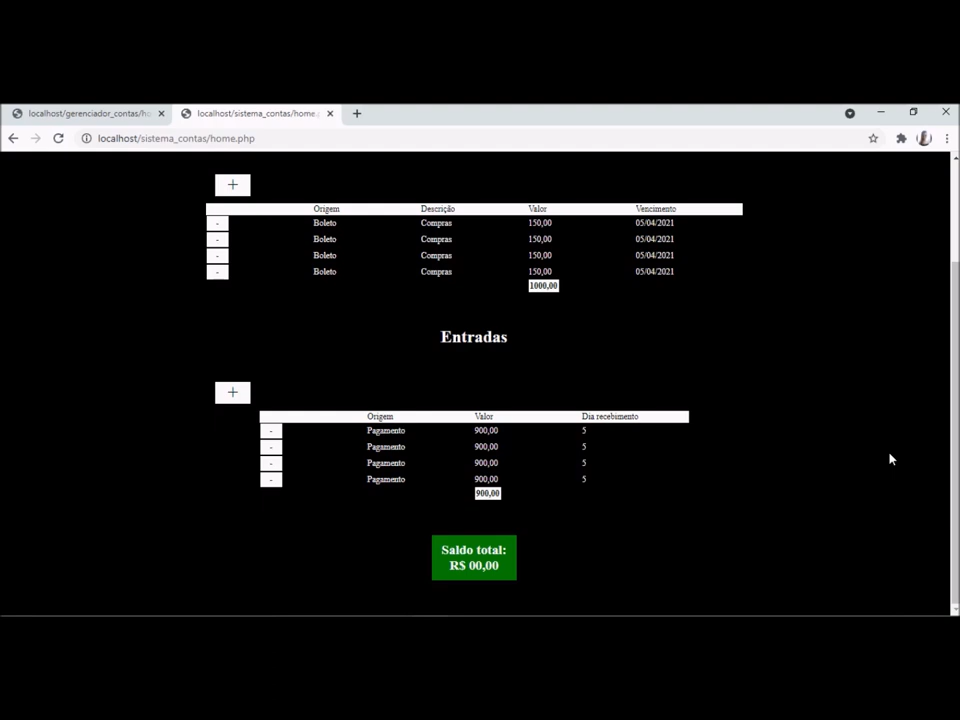 localhost/gerenciador_contas/ho
localhost/sistema_contas/home.
localhost/sistema_contas/home.php
+
Origem Descrição Valor Vencimento
- Boleto Compras 150,00 05/04/2021
- Boleto Compras 150,00 05/04/2021
- Boleto Compras 150,00 05/04/2021
- Boleto Compras 150,00 05/04/2021
1000,00
Entradas
+
Origem Valor Dia recebimento
- Pagamento 900,00 5
- Pagamento 900,00 5
- Pagamento 900,00 5
- Pagamento 900,00 5
900,00
Saldo total:
R$ 00,00